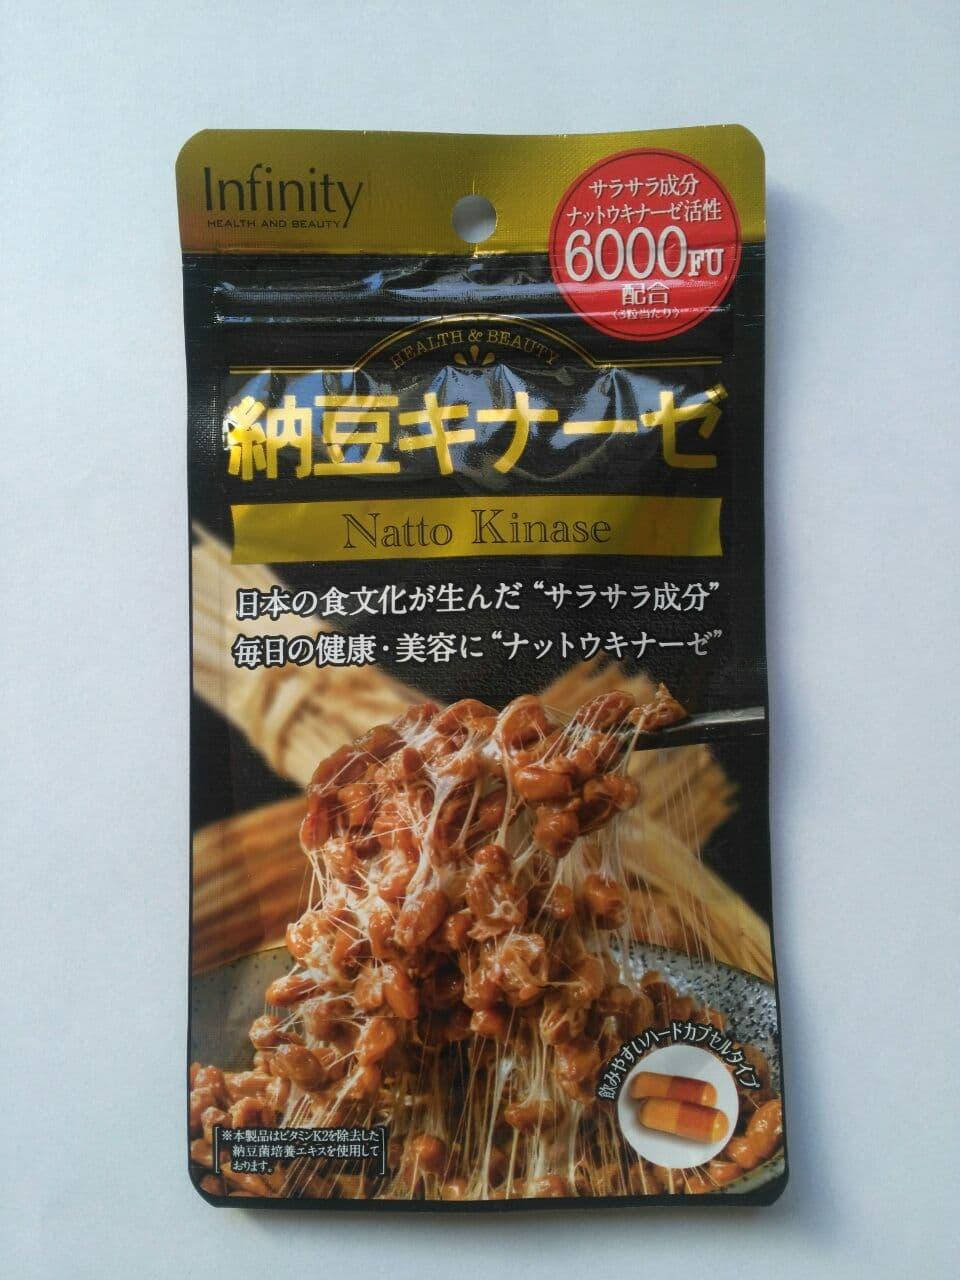 Infinity
HEALTH AND BEAUTY
サラサラ成分
ナットウキナーゼ活性
6000FU
配合
(3粒当たり)
HEALTH & BEAUTY
納豆キナーゼ
Natto Kinase
日本の食文化が生んだ“サラサラ成分”
毎日の健康・美容に“ナットウキナーゼ”
飲みやすいハードカプセルタイプ
※本製品はビタミンK2を除去した
納豆菌培養エキスを使用して
おります。